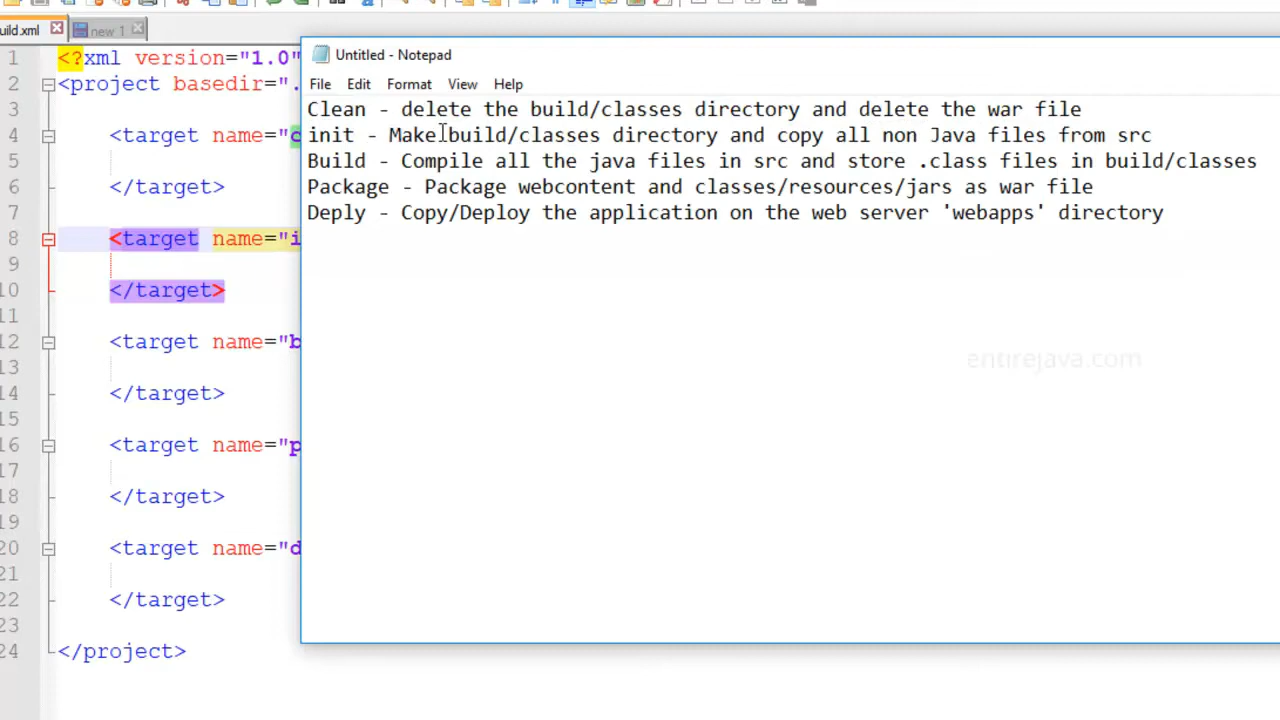 uild.xml new 1
1 <?xml version="1.0"
2 <project basedir=".
3
4 <target name="c
5
6 </target>
7
8 <target name="i
9
10 </target>
11
12 <target name="b
13
14 </target>
15
16 <target name="p
17
18 </target>
19
20 <target name="d
21
22 </target>
23
24 </project>
Untitled - Notepad
File Edit Format View Help
Clean - delete the build/classes directory and delete the war file
init - Make build/classes directory and copy all non Java files from src
Build - Compile all the java files in src and store .class files in build/classes
Package - Package webcontent and classes/resources/jars as war file
Deply - Copy/Deploy the application on the web server 'webapps' directory
entirejava.com